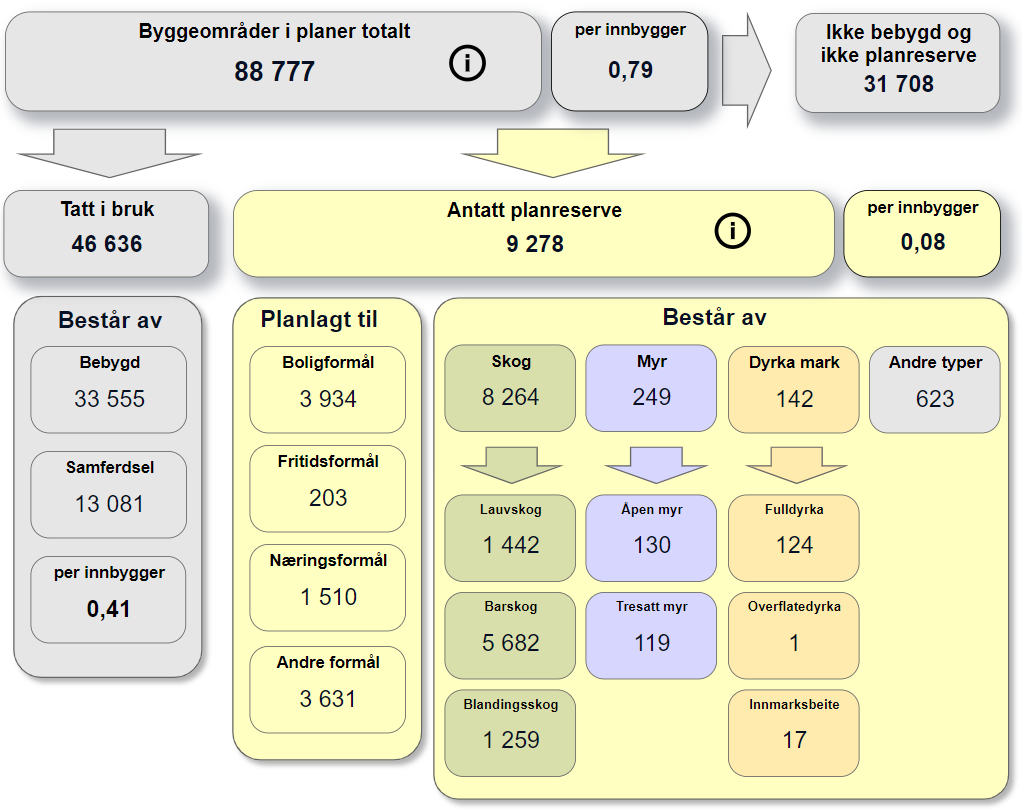 Byggeområder i planer totalt
88 777
i
per innbygger
0,79
Ikke bebygd og
ikke planreserve
31 708
Tatt i bruk
46 636
Antatt planreserve
9 278
i
per innbygger
0,08
Består av
Bebygd
33 555
Samferdsel
13 081
per innbygger
0,41
Planlagt til
Boligformål
3 934
Fritidsformål
203
Næringsformål
1 510
Andre formål
3 631
Består av
Skog
8 264
Myr
249
Dyrka mark
142
Andre typer
623
Lauvskog
1 442
Åpen myr
130
Fulldyrka
124
Barskog
5 682
Tresatt myr
119
Overflatedyrka
1
Blandingsskog
1 259
Innmarksbeite
17